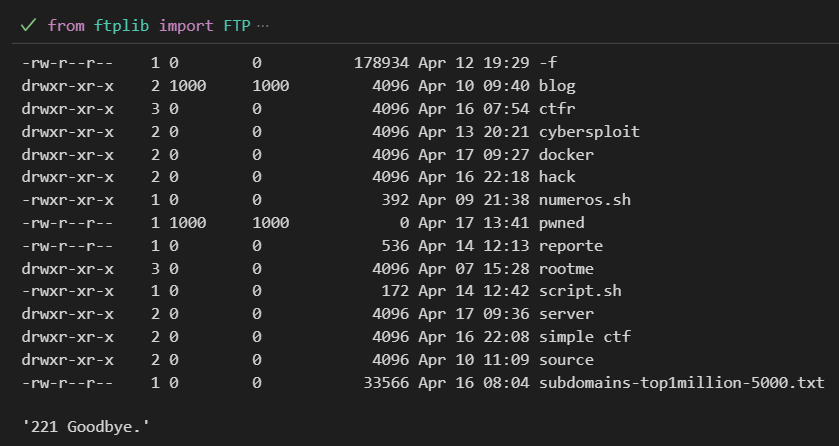 from ftplib import FTP ···
-rw-r--r-- 1 0 0 178934 Apr 12 19:29 -f
drwxr-xr-x 2 1000 1000 4096 Apr 10 09:40 blog
drwxr-xr-x 3 0 0 4096 Apr 16 07:54 ctfr
drwxr-xr-x 2 0 0 4096 Apr 13 20:21 cybersploit
drwxr-xr-x 2 0 0 4096 Apr 17 09:27 docker
drwxr-xr-x 2 0 0 4096 Apr 16 22:18 hack
-rwxr-xr-x 1 0 0 392 Apr 09 21:38 numeros.sh
-rw-r--r-- 1 1000 1000 0 Apr 17 13:41 pwned
-rw-r--r-- 1 0 0 536 Apr 14 12:13 reporte
drwxr-xr-x 3 0 0 4096 Apr 07 15:28 rootme
-rwxr-xr-x 1 0 0 172 Apr 14 12:42 script.sh
drwxr-xr-x 2 0 0 4096 Apr 17 09:36 server
drwxr-xr-x 2 0 0 4096 Apr 16 22:08 simple ctf
drwxr-xr-x 2 0 0 4096 Apr 10 11:09 source
-rw-r--r-- 1 0 0 33566 Apr 16 08:04 subdomains-top1million-5000.txt
'221 Goodbye.'